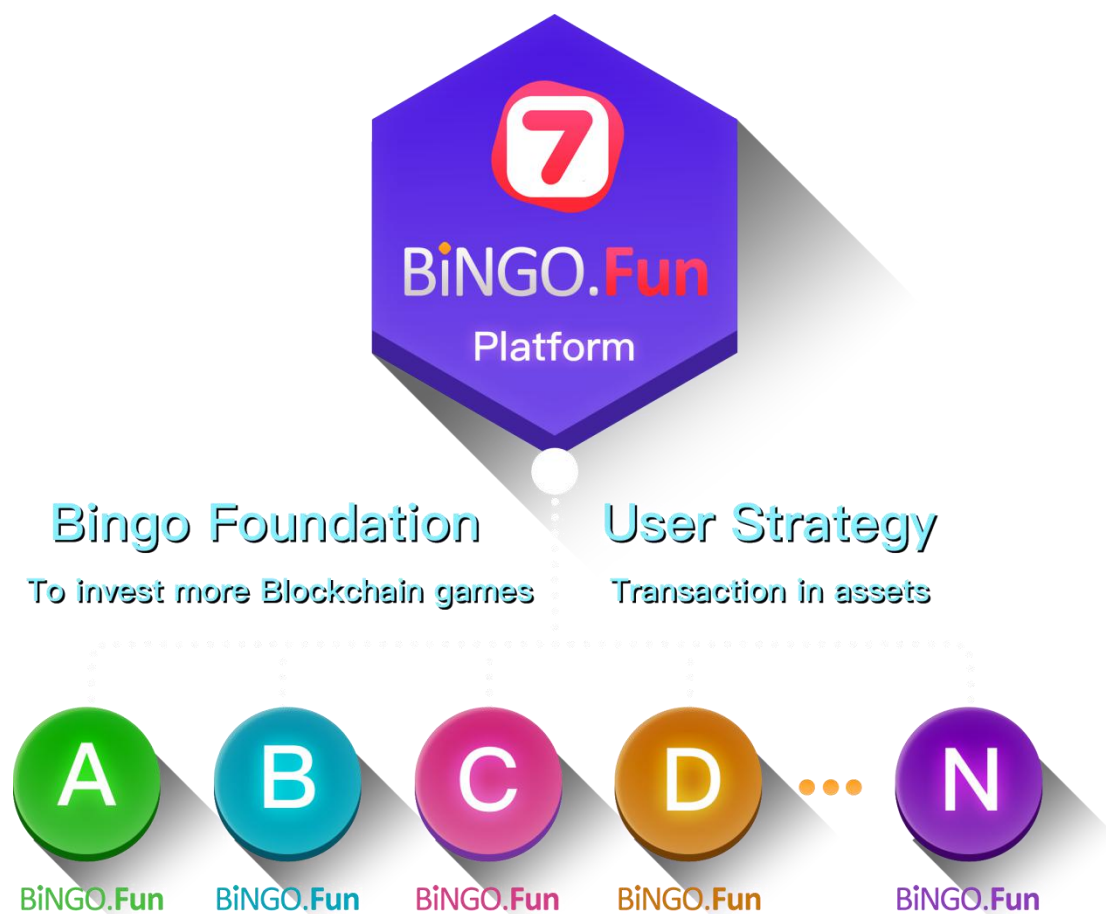 7
BiNGO.Fun
Platform
Bingo Foundation
User Strategy
To invest more Blockchain games
Transaction in assets
A
B
C
D
•••
N
BiNGO.Fun
BiNGO.Fun
BiNGO.Fun
BiNGO.Fun
BiNGO.Fun